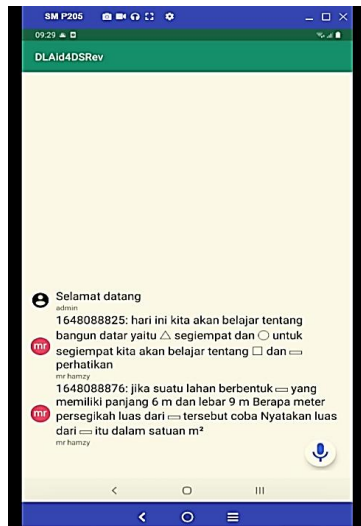 SM P205
09:29
DLAid4DSRev
Selamat datang
admin
1648088825: hari ini kita akan belajar tentang
bangun datar yaitu △ segiempat dan ○ untuk
segiempat kita akan belajar tentang □ dan ▭
perhatikan
mr hamzy
1648088876: jika suatu lahan berbentuk ▭ yang
memiliki panjang 6 m dan lebar 9 m Berapa meter
persegikah luas dari ▭ tersebut coba Nyatakan luas
dari ▭ itu dalam satuan m²
mr hamzy
mr
mr